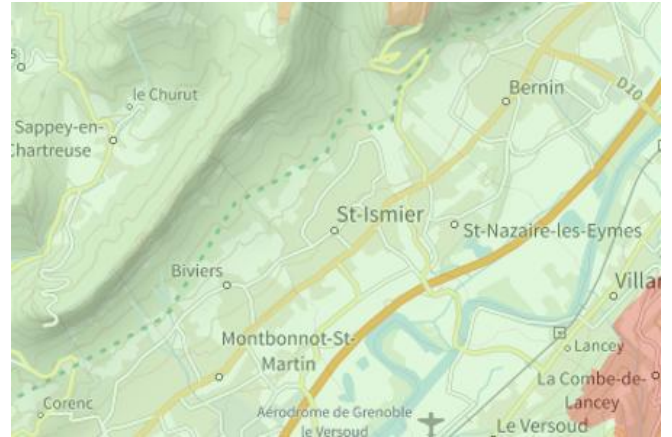 le Churut
Bernin
D10
Sappey-en-
Chartreuse
St-Ismier
St-Nazaire-les-Eymes
Biviers
Montbonnot-St-
Martin
Lancey
La Combe-de-
Lancey
Corenc
Aérodrome de Grenoble
le Versoud
Le Versoud